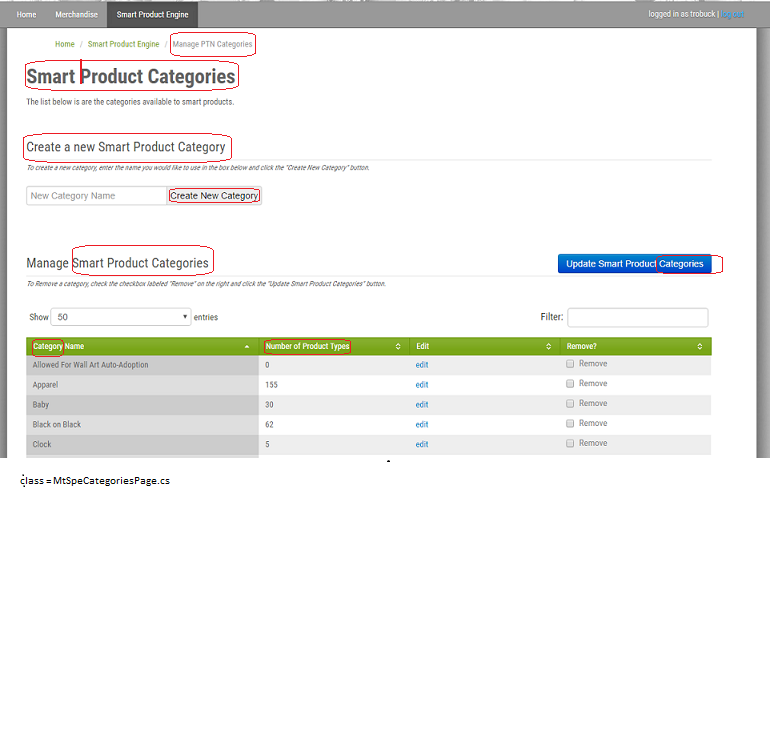 Home Merchandise Smart Product Engine logged in as trobuck | log out
Home / Smart Product Engine / Manage PTN Categories
Smart Product Categories
The list below is are the categories available to smart products.
Create a new Smart Product Category
To create a new category, enter the name you would like to use in the box below and click the "Create New Category" button.
New Category Name Create New Category
Manage Smart Product Categories Update Smart Product Categories
To Remove a category, check the checkbox labeled "Remove" on the right and click the "Update Smart Product Categories" button.
Show 50 entries Filter:
Category Name Number of Product Types Edit Remove?
Allowed For Wall Art Auto-Adoption 0 edit Remove
Apparel 155 edit Remove
Baby 30 edit Remove
Black on Black 62 edit Remove
Clock 5 edit Remove
class = MtSpeCategoriesPage.cs